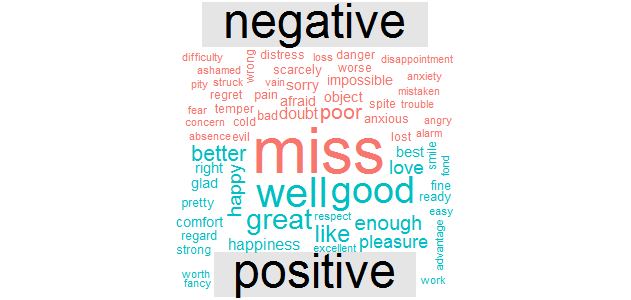 negative
difficulty wrong distress loss danger disappointment
ashamed scarcely worse anxiety
pity struck vain sorry impossible mistaken
regret pain afraid object spite trouble
fear temper bad doubt poor anxious angry
concern cold lost alarm
absence evil miss
better best smile fond
right love
glad happy well good fine
pretty ready
comfort great respect enough easy
regard like advantage
strong happiness excellent pleasure
worth positive work
fancy